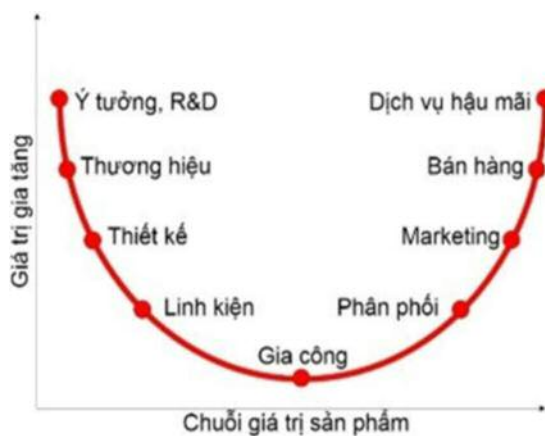 Ý tưởng, R&D
Dịch vụ hậu mãi
Thương hiệu
Bán hàng
Thiết kế
Marketing
Linh kiện
Phân phối
Gia công
Giá trị gia tăng
Chuỗi giá trị sản phẩm